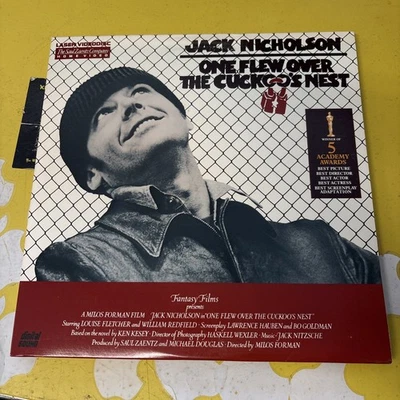 LASER VIDEODISC
The Saul Zaentz Company
HOME VIDEO
JACK NICHOLSON
ONE FLEW OVER
THE CUCKOO'S NEST
WINNER OF
5
ACADEMY
AWARDS
BEST PICTURE
BEST DIRECTOR
BEST ACTOR
BEST ACTRESS
BEST SCREENPLAY
ADAPTATION
Fantasy Films
presents
A MILOS FORMAN FILM "JACK NICHOLSON in "ONE FLEW OVER THE CUCKOO'S NEST"
Starring LOUISE FLETCHER and WILLIAM REDFIELD · Screenplay LAWRENCE HAUBEN and BO GOLDMAN
Based on the novel by KEN KESEY · Director of Photography HASKELL WEXLER · Music · JACK NITZSCHE
Produced by SAUL ZAENTZ and MICHAEL DOUGLAS · Directed by MILOS FORMAN
digital
sound